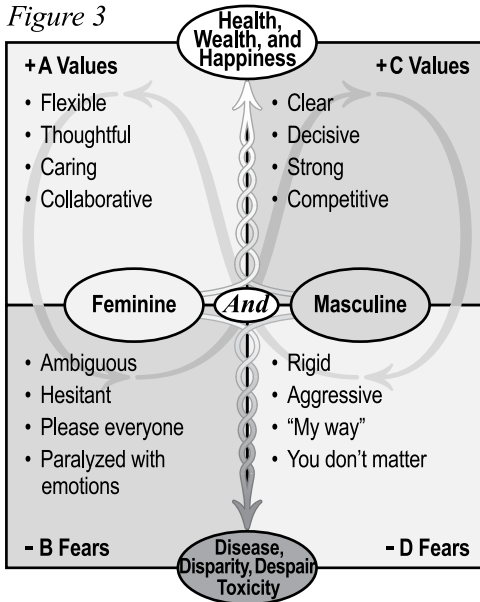 Figure 3
Health,
Wealth, and
Happiness
+A Values
• Flexible
• Thoughtful
• Caring
• Collaborative
+C Values
• Clear
• Decisive
• Strong
• Competitive
Feminine
And
Masculine
• Ambiguous
• Hesitant
• Please everyone
• Paralyzed with
emotions
– B Fears
• Rigid
• Aggressive
• “My way”
• You don’t matter
– D Fears
Disease,
Disparity, Despair
Toxicity